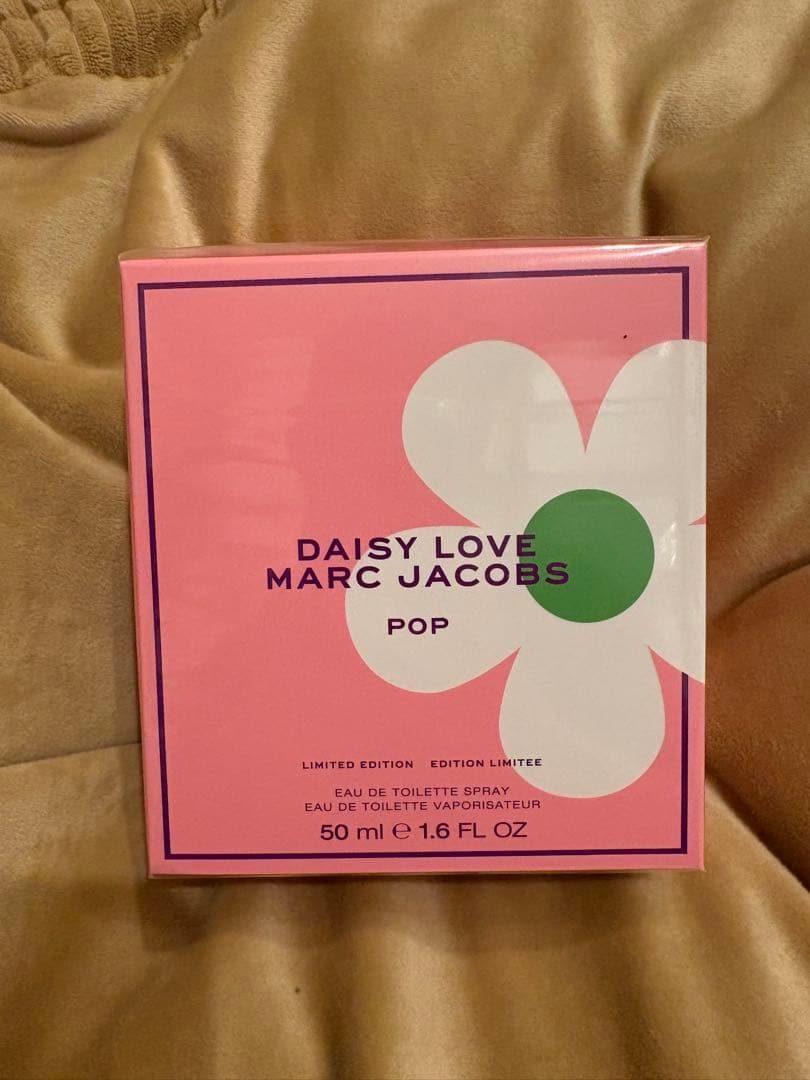 DAISY LOVE
MARC JACOBS
POP
LIMITED EDITION EDITION LIMITEE
EAU DE TOILETTE SPRAY
EAU DE TOILETTE VAPORISATEUR
50 ml ℮ 1.6 FL OZ